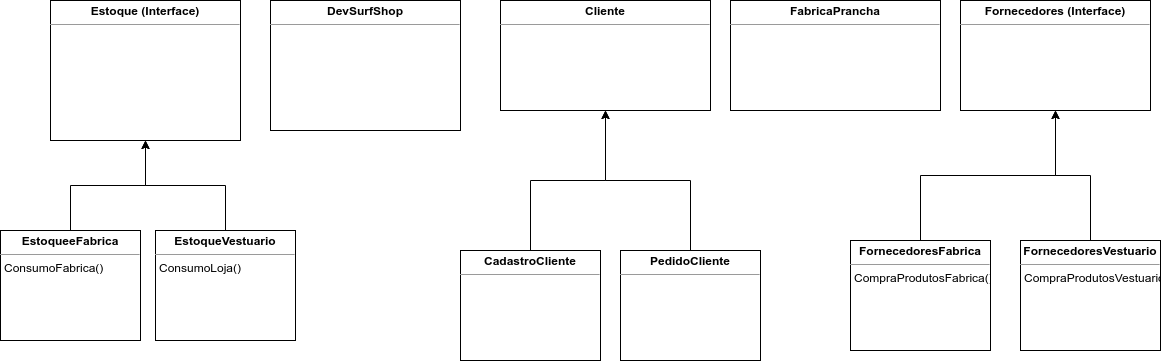 Estoque (Interface)
DevSurfShop
Cliente
FabricaPrancha
Fornecedores (Interface)
EstoqueeFabrica
ConsumoFabrica()
EstoqueVestuario
ConsumoLoja()
CadastroCliente
PedidoCliente
FornecedoresFabrica
CompraProdutosFabrica(
FornecedoresVestuario
CompraProdutosVestuari